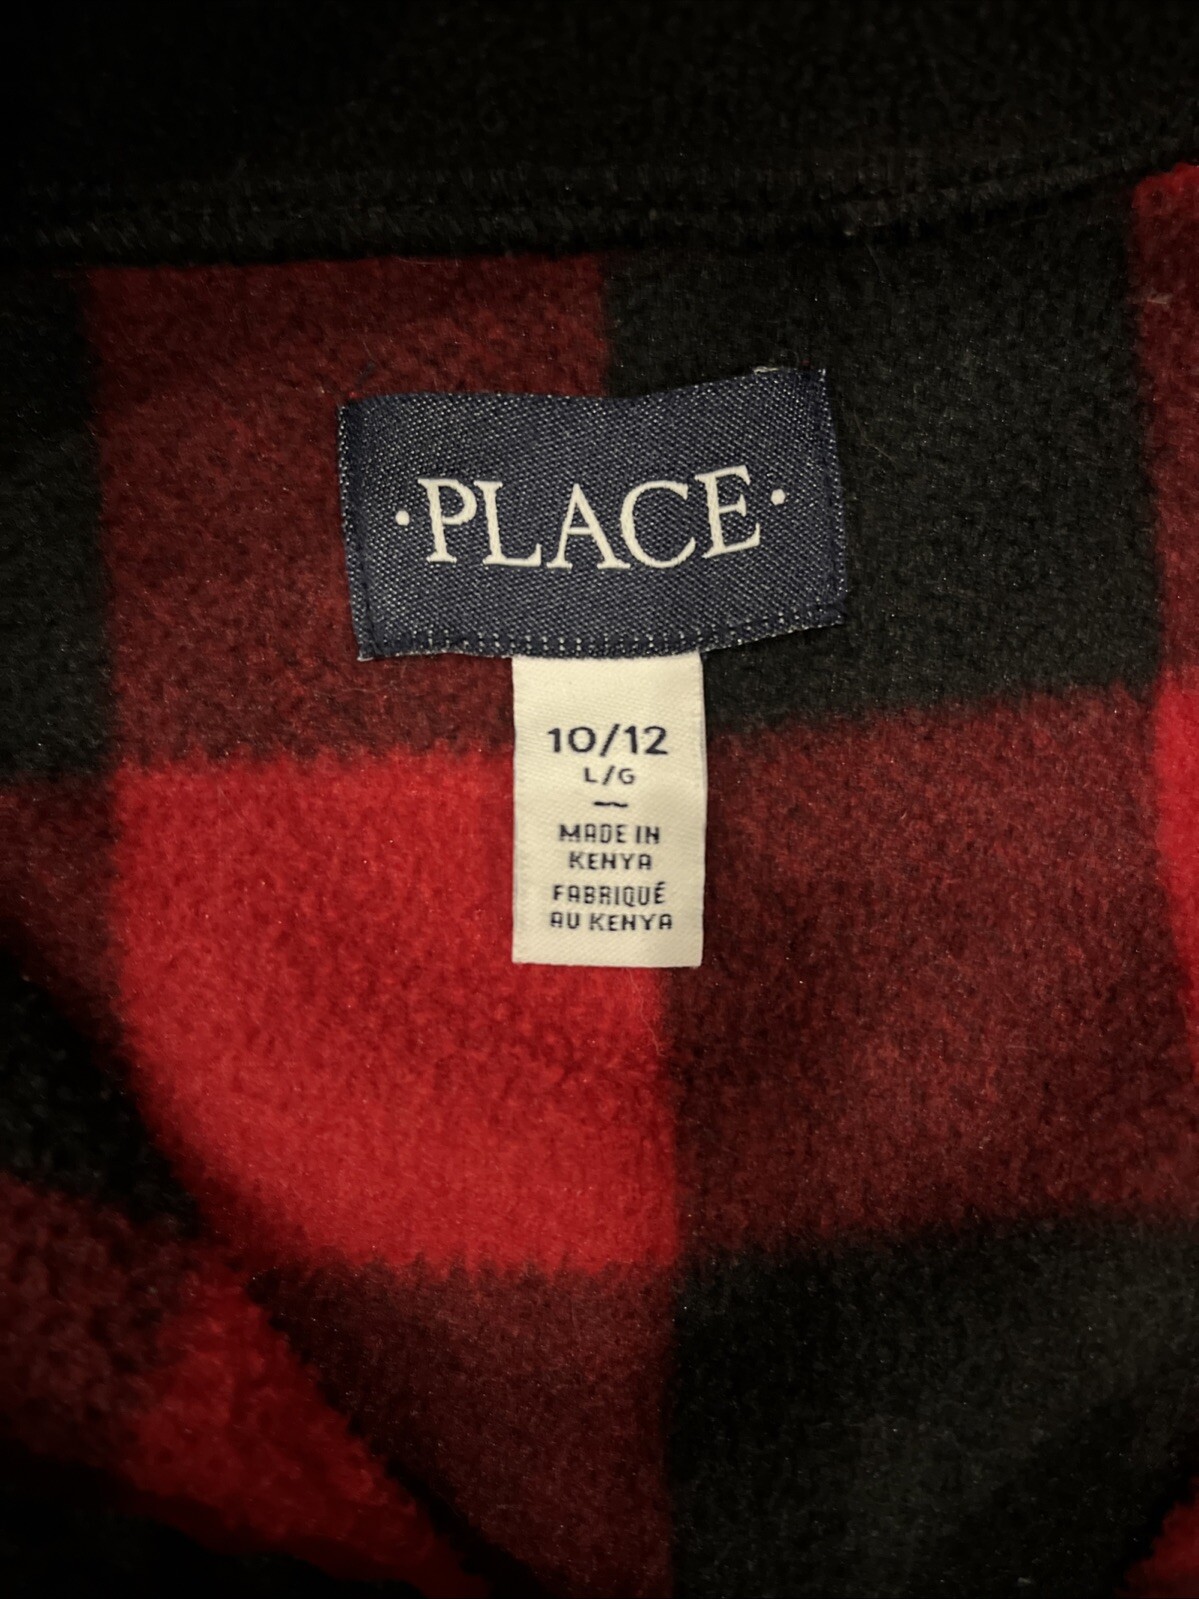 ·PLACE·
10/12
L/G
~
MADE IN
KENYA
FABRIQUÉ
AU KENYA